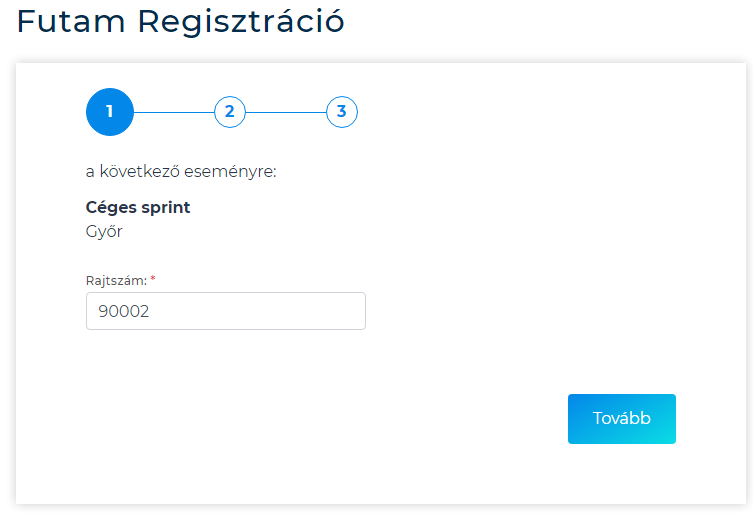 Futam Regisztráció
1 2 3
a következő eseményre:
Céges sprint
Győr
Rajtszám: *
90002
Tovább